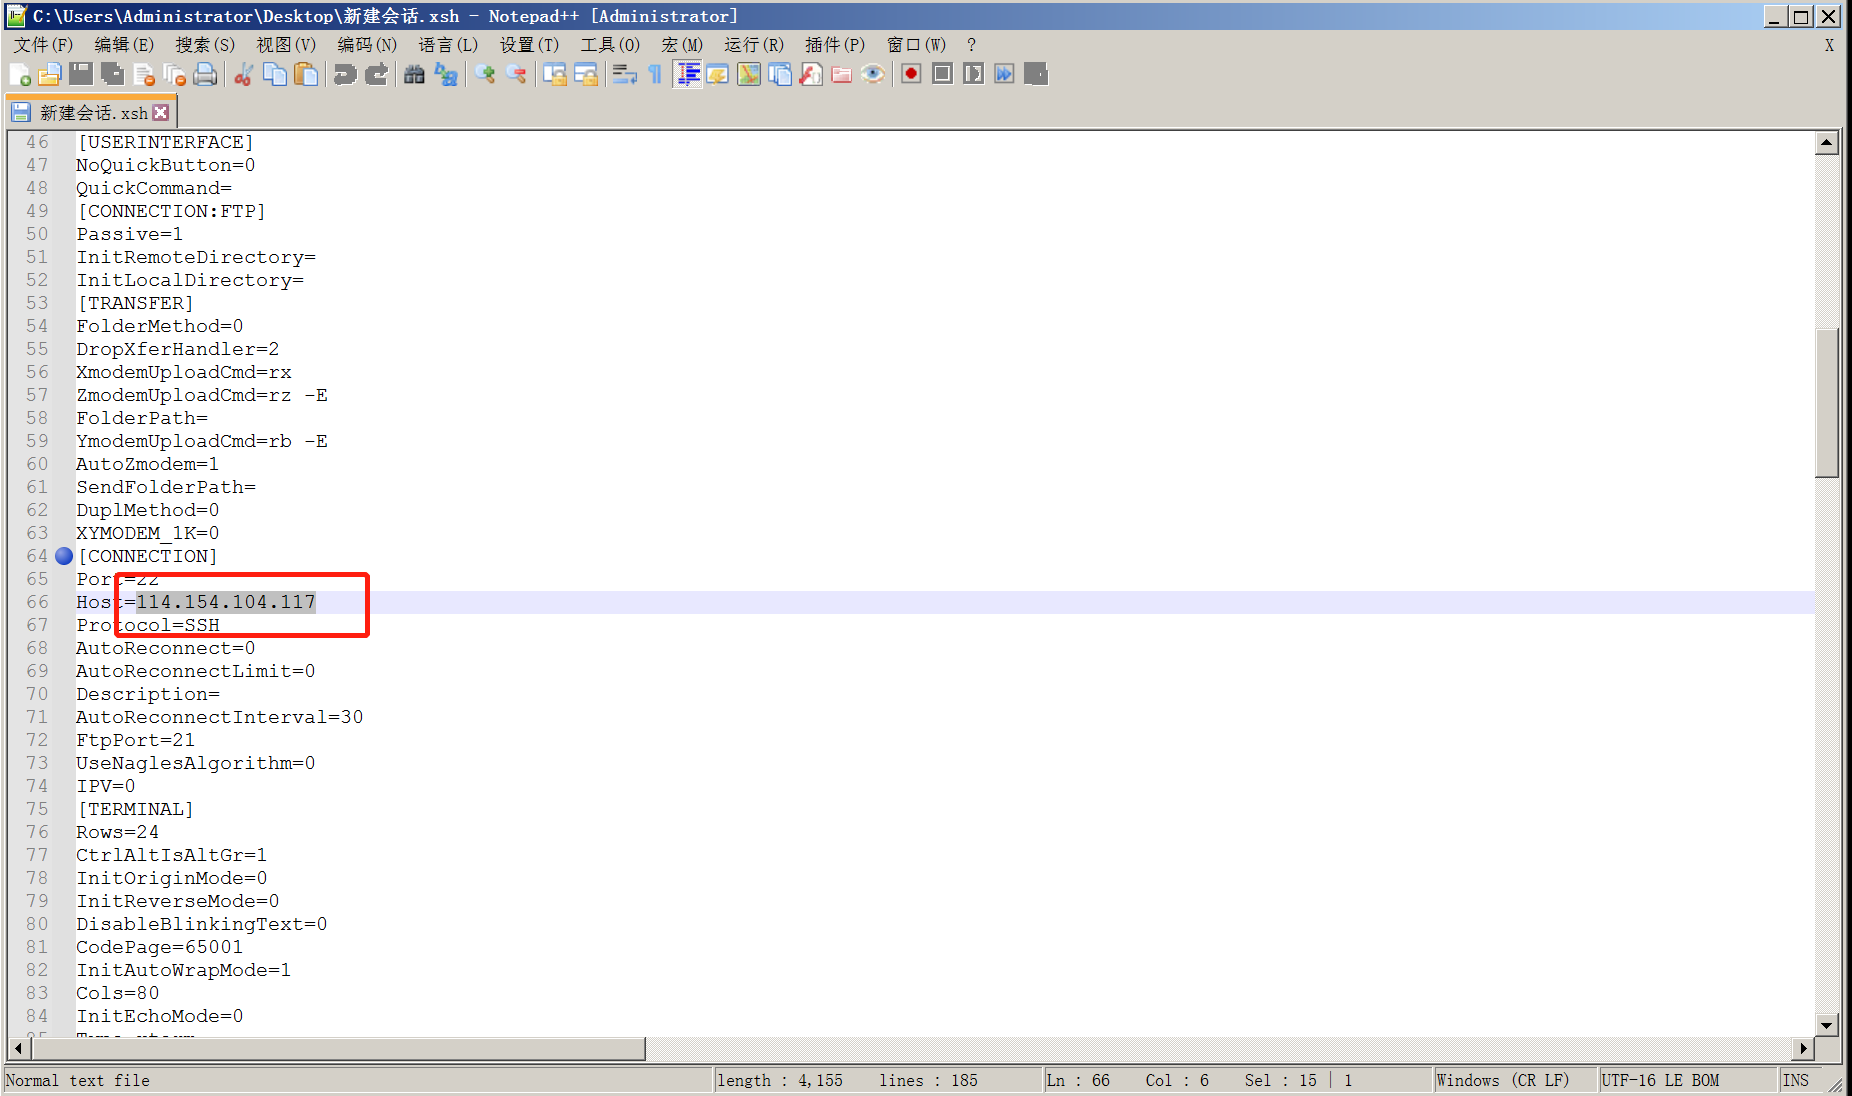 C:\Users\Administrator\Desktop\新建会话.xsh - Notepad++ [Administrator]
文件(F) 编辑(E) 搜索(S) 视图(V) 编码(N) 语言(L) 设置(T) 工具(O) 宏(M) 运行(R) 插件(P) 窗口(W) ? X
新建会话.xsh
46 [USERINTERFACE]
47 NoQuickButton=0
48 QuickCommand=
49 [CONNECTION:FTP]
50 Passive=1
51 InitRemoteDirectory=
52 InitLocalDirectory=
53 [TRANSFER]
54 FolderMethod=0
55 DropXferHandler=2
56 XmodemUploadCmd=rx
57 ZmodemUploadCmd=rz -E
58 FolderPath=
59 YmodemUploadCmd=rb -E
60 AutoZmodem=1
61 SendFolderPath=
62 DuplMethod=0
63 XYMODEM_1K=0
64 [CONNECTION]
65 Port=22
66 Host=114.154.104.117
67 Protocol=SSH
68 AutoReconnect=0
69 AutoReconnectLimit=0
70 Description=
71 AutoReconnectInterval=30
72 FtpPort=21
73 UseNaglesAlgorithm=0
74 IPV=0
75 [TERMINAL]
76 Rows=24
77 CtrlAltIsAltGr=1
78 InitOriginMode=0
79 InitReverseMode=0
80 DisableBlinkingText=0
81 CodePage=65001
82 InitAutoWrapMode=1
83 Cols=80
84 InitEchoMode=0
Normal text file length : 4,155 lines : 185 Ln : 66 Col : 6 Sel : 15 | 1 Windows (CR LF) UTF-16 LE BOM INS